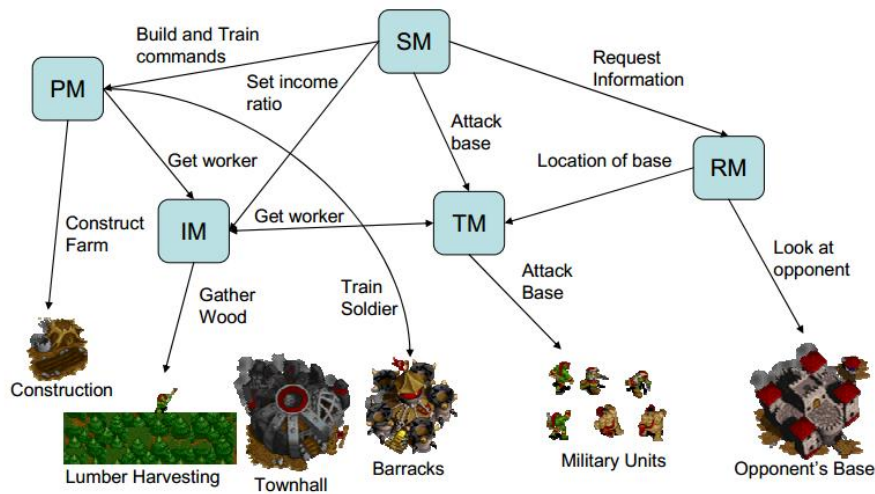 Build and Train
commands
SM
Request
Information
PM
Set income
ratio
Attack
base
Get worker
Location of base
RM
Construct
Farm
IM
Get worker
TM
Look at
opponent
Gather
Wood
Train
Soldier
Attack
Base
Construction
Lumber Harvesting
Townhall
Barracks
Military Units
Opponent's Base